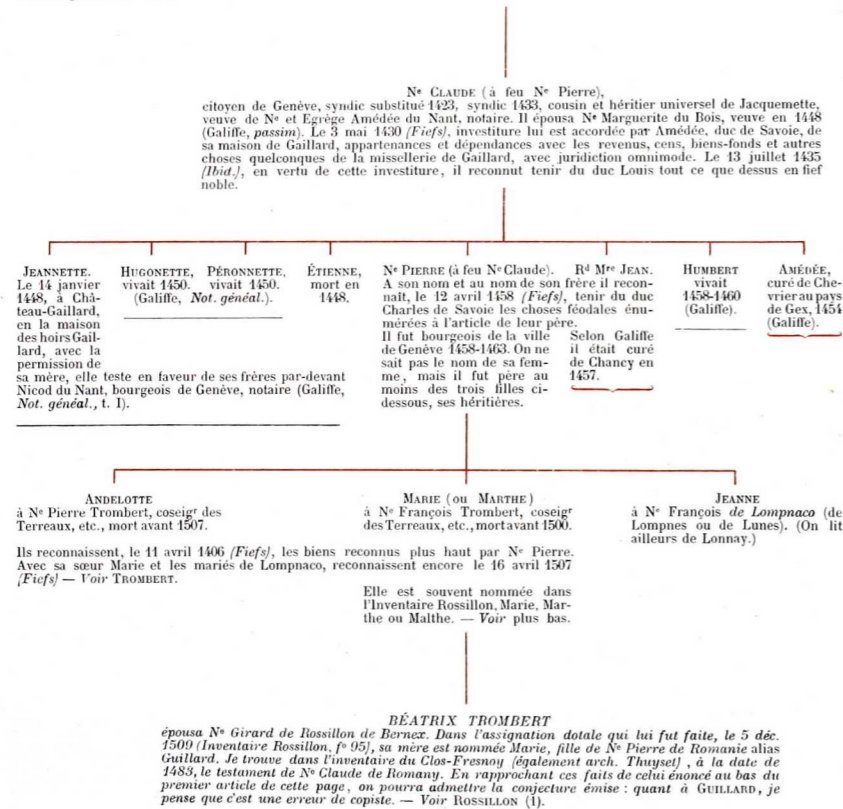 Ne CLAUDE (à feu Ne Pierre),
citoyen de Genève, syndic substitué 1423, syndic 1433, cousin et héritier universel de Jacquemette,
veuve de Ne et Egrège Amédée du Nant, notaire. Il épousa Ne Marguerite du Bois, veuve en 1448
(Galiffe, passim). Le 3 mai 1430 (Fiefs), investiture lui est accordée par Amédée, duc de Savoie, de
sa maison de Gaillard, appartenances et dépendances avec les revenus, cens, biens-fonds et autres
choses quelconques de la missellerie de Gaillard, avec juridiction omnimode. Le 13 juillet 1435
(Ibid.), en vertu de cette investiture, il reconnut tenir du duc Louis tout ce que dessus en fief
noble.
JEANNETTE.
Le 14 janvier
1448, à Châ-
teau-Gaillard,
en la maison
des hoirs Gail-
lard, avec la
permission de
sa mère, elle teste en faveur de ses frères par-devant
Nicod du Nant, bourgeois de Genève, notaire (Galiffe,
Not. généal., t. I).
HUGONETTE, PÉRONNETTE,
vivait 1450. vivait 1450.
(Galiffe, Not. généal.).
ÉTIENNE,
mort en
1448.
Ne PIERRE (à feu Ne Claude). Rd Mre JEAN.
A son nom et au nom de son frère il recon-
naît, le 12 avril 1458 (Fiefs), tenir du duc
Charles de Savoie les choses féodales énu-
mérées à l'article de leur père.
Il fut bourgeois de la ville
de Genève 1458-1463. On ne
sait pas le nom de sa fem-
me, mais il fut père au
moins des trois filles ci-
dessous, ses héritières.
Selon Galiffe
il était curé
de Chancy en
1457.
HUMBERT
vivait
1458-1460
(Galiffe).
AMÉDÉE,
curé de Che-
vrier au pays
de Gex, 1454
(Galiffe).
ANDELOTTE
à Ne Pierre Trombert, coseigr des
Terreaux, etc., mort avant 1507.
MARIE (ou MARTHE)
à Ne François Trombert, coseigr
des Terreaux, etc., mort avant 1500.
JEANNE
à Ne François de Lompnaco (de
Lompnes ou de Lunes). (On lit
ailleurs de Lonnay.)
Ils reconnaissent, le 11 avril 1406 (Fiefs), les biens reconnus plus haut par Ne Pierre.
Avec sa sœur Marie et les mariés de Lompnaco, reconnaissent encore le 16 avril 1507
(Fiefs) — Voir TROMBERT.
Elle est souvent nommée dans
l'Inventaire Rossillon, Marie, Mar-
the ou Malthe. — Voir plus bas.
BÉATRIX TROMBERT
épousa Ne Girard de Rossillon de Bernex. Dans l'assignation dotale qui lui fut faite, le 5 déc.
1509 (Inventaire Rossillon, fo 95), sa mère est nommée Marie, fille de Ne Pierre de Romanie alias
Guillard. Je trouve dans l'inventaire du Clos-Fresnoy (également arch. Thuyset), à la date de
1483, le testament de Ne Claude de Romany. En rapprochant ces faits de celui énoncé au bas du
premier article de cette page, on pourra admettre la conjecture émise : quant à GUILLARD, je
pense que c'est une erreur de copiste. — Voir ROSSILLON (1).